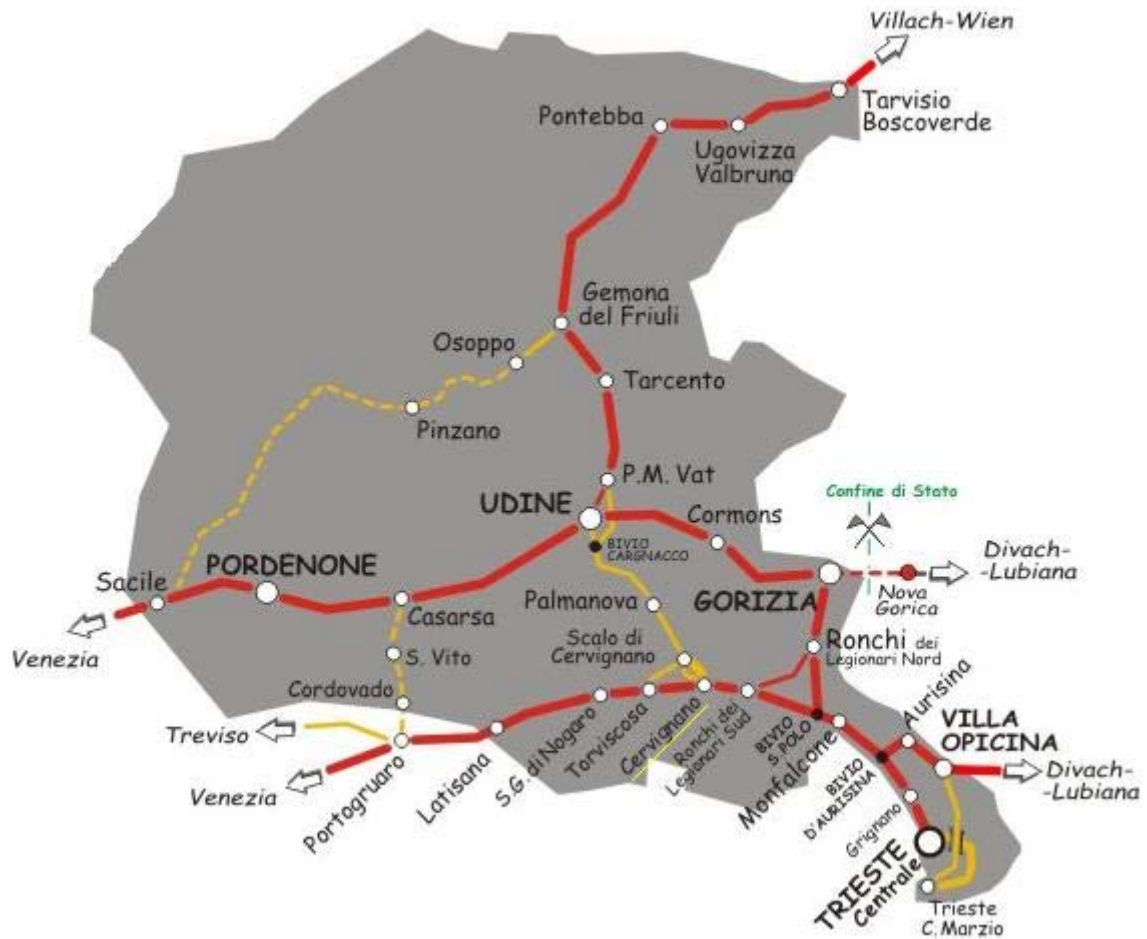 Villach-Wien
Tarvisio
Boscoverde
Pontebba
Ugovizza
Valbruna
Gemona
del Friuli
Osoppo
Tarcento
Pinzano
P.M. Vat
Confine di Stato
UDINE
Cormons
BIVIO
CARGNACCO
Divach-
-Lubiana
PORDENONE
Sacile
Nova
Gorica
GORIZIA
Casarsa
Palmanova
Venezia
S. Vito
Scalo di
Cervignano
Ronchi dei
Legionari Nord
Cordovado
Aurisina
Treviso
VILLA
OPICINA
Venezia
Portogruaro
Latisana
S.G. di Nogaro
Torviscosa
Cervignano
Ronchi dei
Legionari Sud
BIVIO
S. POLO
Monfalcone
BIVIO
D'AURISINA
Grignano
Divach-
-Lubiana
TRIESTE
Centrale
Trieste
C. Marzio